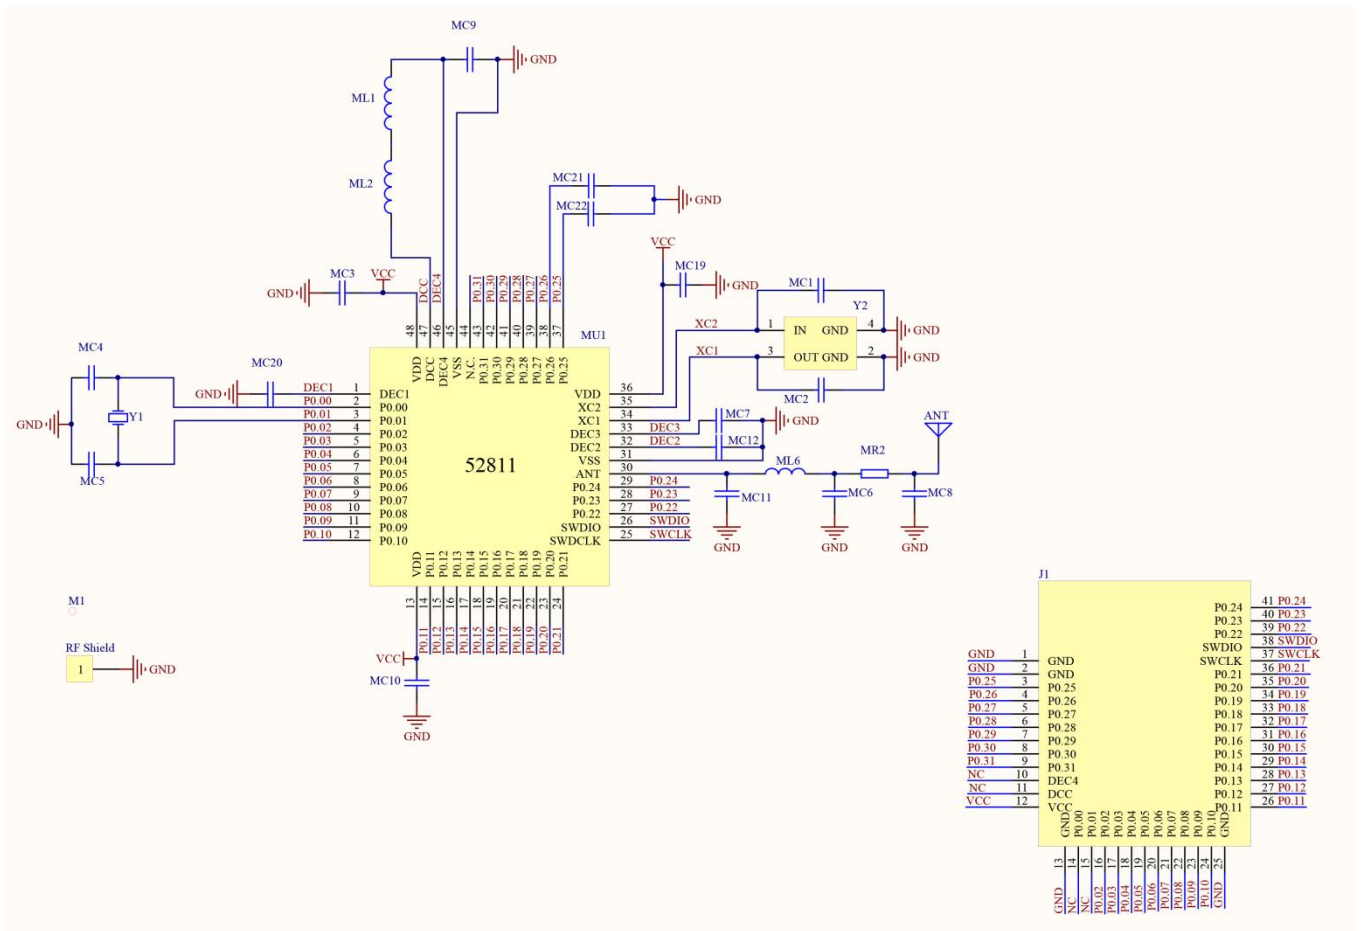 MC9
GND
ML1
ML2
MC21
MC22
GND
VCC
MC3
VCC
GND
DCC
DEC4
P0.31
P0.30
P0.29
P0.28
P0.27
P0.26
P0.25
MC19
GND
MC1
Y2
XC2
1 IN GND 4
GND
XC1
3 OUT GND 2
GND
MC2
48 47 46 45 44 43 42 41 40 39 38 37
MU1
VDD DCC DEC4 VSS N.C. P0.31 P0.30 P0.29 P0.28 P0.27 P0.26 P0.25
MC4
MC20
GND
GND
Y1
MC5
DEC1 1 DEC1
P0.00 2 P0.00
P0.01 3 P0.01
P0.02 4 P0.02
P0.03 5 P0.03
P0.04 6 P0.04
P0.05 7 P0.05
P0.06 8 P0.06
P0.07 9 P0.07
P0.08 10 P0.08
P0.09 11 P0.09
P0.10 12 P0.10
52811
VDD 36
XC2 35
XC1 34
DEC3 33 DEC3
DEC2 32 DEC2
VSS 31
ANT 30
P0.24 29 P0.24
P0.23 28 P0.23
P0.22 27 P0.22
SWDIO 26 SWDIO
SWDCLK 25 SWCLK
MC7
GND
MC12
ANT
ML6
MR2
MC11
MC6
MC8
GND
GND
GND
VDD P0.11 P0.12 P0.13 P0.14 P0.15 P0.16 P0.17 P0.18 P0.19 P0.20 P0.21
13 14 15 16 17 18 19 20 21 22 23 24
P0.11 P0.12 P0.13 P0.14 P0.15 P0.16 P0.17 P0.18 P0.19 P0.20 P0.21
VCC
MC10
GND
M1
RF Shield
1
GND
J1
GND 1 GND
GND 2 GND
P0.25 3 P0.25
P0.26 4 P0.26
P0.27 5 P0.27
P0.28 6 P0.28
P0.29 7 P0.29
P0.30 8 P0.30
P0.31 9 P0.31
NC 10 DEC4
NC 11 DCC
VCC 12 VCC
P0.24 41 P0.24
P0.23 40 P0.23
P0.22 39 P0.22
SWDIO 38 SWDIO
SWCLK 37 SWCLK
P0.21 36 P0.21
P0.20 35 P0.20
P0.19 34 P0.19
P0.18 33 P0.18
P0.17 32 P0.17
P0.16 31 P0.16
P0.15 30 P0.15
P0.14 29 P0.14
P0.13 28 P0.13
P0.12 27 P0.12
P0.11 26 P0.11
GND P0.00 P0.01 P0.02 P0.03 P0.04 P0.05 P0.06 P0.07 P0.08 P0.09 P0.10 GND
13 14 15 16 17 18 19 20 21 22 23 24 25
GND NC NC P0.02 P0.03 P0.04 P0.05 P0.06 P0.07 P0.08 P0.09 P0.10 GND